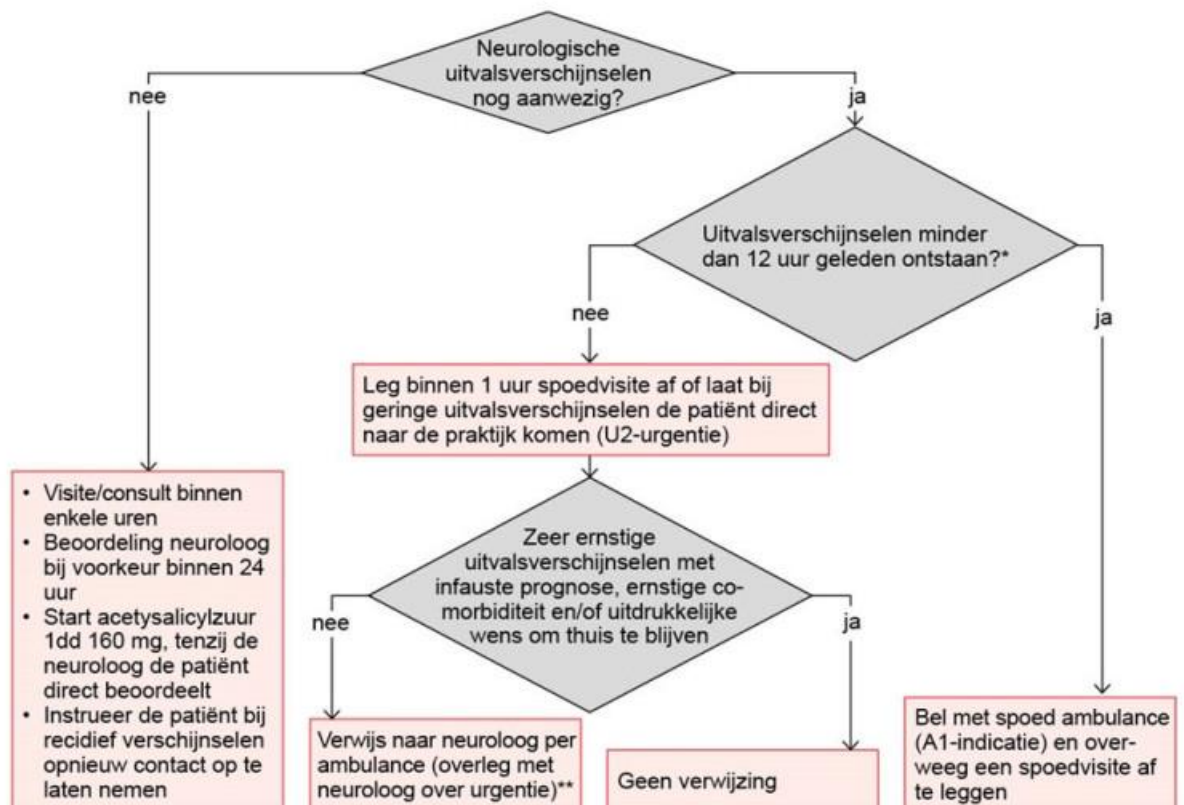 Neurologische
uitvalsverschijnselen
nog aanwezig?
nee
ja
Uitvalsverschijnselen minder
dan 12 uur geleden ontstaan?*
nee
ja
Leg binnen 1 uur spoedvisite af of laat bij
geringe uitvalsverschijnselen de patiënt direct
naar de praktijk komen (U2-urgentie)
• Visite/consult binnen
enkele uren
• Beoordeling neuroloog
bij voorkeur binnen 24
uur
• Start acetysalicylzuur
1dd 160 mg, tenzij de
neuroloog de patiënt
direct beoordeelt
• Instrueer de patiënt bij
recidief verschijnselen
opnieuw contact op te
laten nemen
Zeer ernstige
uitvalsverschijnselen met
infauste prognose, ernstige co-
morbiditeit en/of uitdrukkelijke
wens om thuis te blijven
nee
ja
Verwijs naar neuroloog per
ambulance (overleg met
neuroloog over urgentie)**
Geen verwijzing
Bel met spoed ambulance
(A1-indicatie) en over-
weeg een spoedvisite af
te leggen